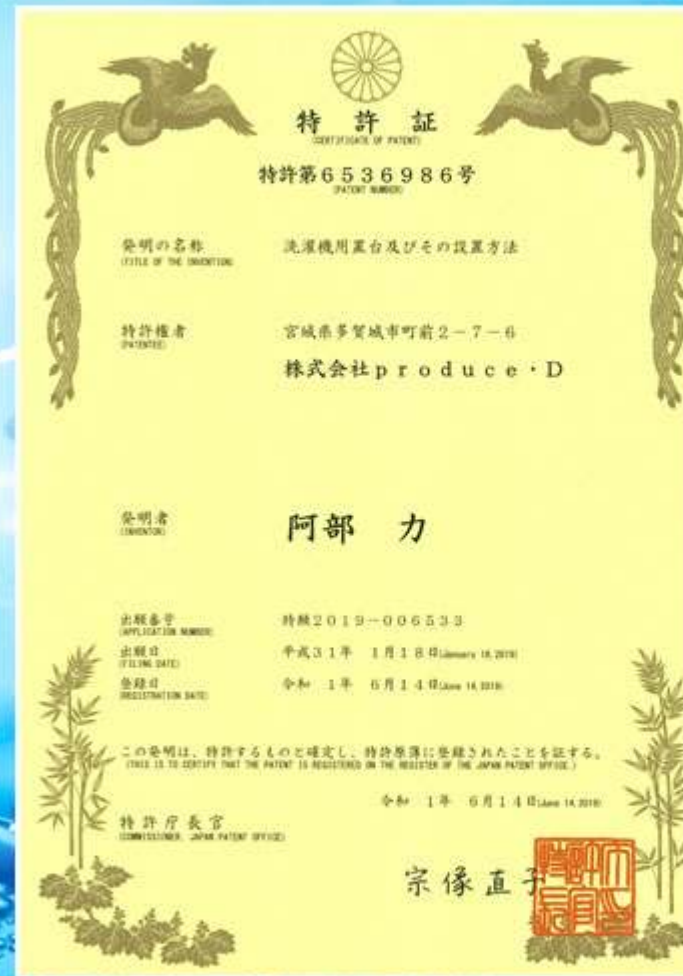 特許証
(CERTIFICATE OF PATENT)
特許第6536986号
(PATENT NUMBER)
発明の名称 洗濯機用置台及びその設置方法
(TITLE OF THE INVENTION)
特許権者 宮城県多賀城市町前2-7-6
(PATENTEE)
株式会社produce・D
発明者 阿部 力
(INVENTOR)
出願番号 特願2019-006533
(APPLICATION NUMBER)
出願日 平成31年 1月18日(January 18,2019)
(FILING DATE)
登録日 令和 1年 6月14日(June 14,2019)
(REGISTRATION DATE)
この発明は、特許するものと確定し、特許原簿に登録されたことを証する。
(THIS IS TO CERTIFY THAT THE PATENT IS REGISTERED ON THE REGISTER OF THE JAPAN PATENT OFFICE.)
令和 1年 6月14日(June 14,2019)
特許庁長官
(COMMISSIONER, JAPAN PATENT OFFICE)
宗像直子